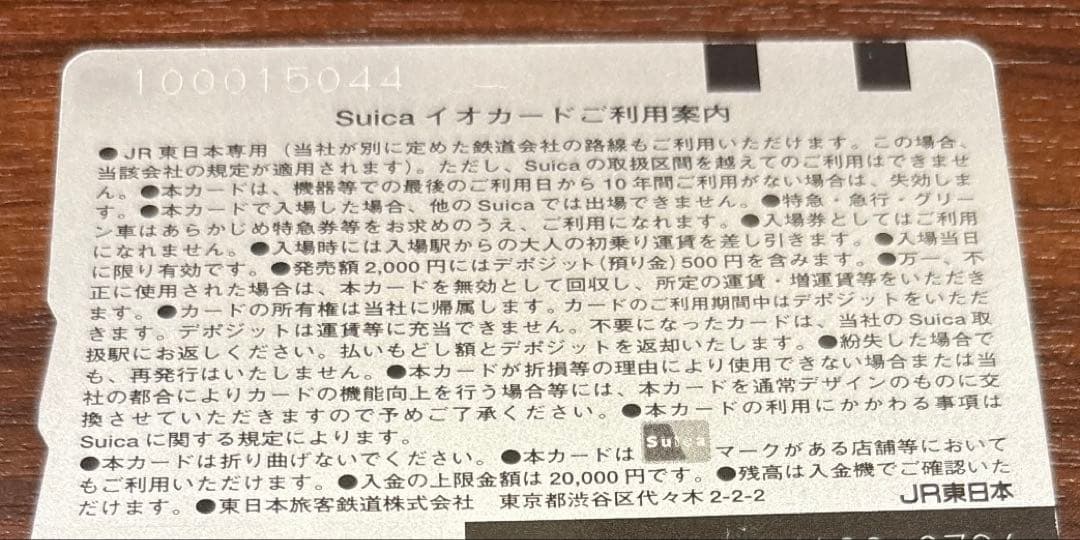 100015044
Suica イオカードご利用案内
●JR東日本専用（当社が別に定めた鉄道会社の路線もご利用いただけます。この場合、
当該会社の規定が適用されます）。ただし、Suicaの取扱区間を越えてのご利用はできませ
ん。●本カードは、機器等での最後のご利用日から10年間ご利用がない場合は、失効しま
す。●本カードで入場した場合、他のSuicaでは出場できません。●特急・急行・グリー
ン車はあらかじめ特急券等をお求めのうえ、ご利用になれます。●入場券としてはご利用
になれません。●入場時には入場駅からの大人の初乗り運賃を差し引きます。●入場当日
に限り有効です。●発売額2,000円にはデポジット(預り金)500円を含みます。●万一、不
正に使用された場合は、本カードを無効として回収し、所定の運賃・増運賃等をいただき
ます。●カードの所有権は当社に帰属します。カードのご利用期間中はデポジットをいただ
きます。デポジットは運賃等に充当できません。不要になったカードは、当社のSuica取
扱駅にお返しください。払いもどし額とデポジットを返却いたします。●紛失した場合で
も、再発行はいたしません。●本カードが折損等の理由により使用できない場合または当
社の都合によりカードの機能向上を行う場合等には、本カードを通常デザインのものに交
換させていただきますので予めご了承ください。●本カードの利用にかかわる事項は
Suicaに関する規定によります。
●本カードは折り曲げないでください。●本カードは Suica マークがある店舗等において
もご利用いただけます。●入金の上限金額は20,000円です。●残高は入金機でご確認いた
だけます。●東日本旅客鉄道株式会社 東京都渋谷区代々木2-2-2 JR東日本